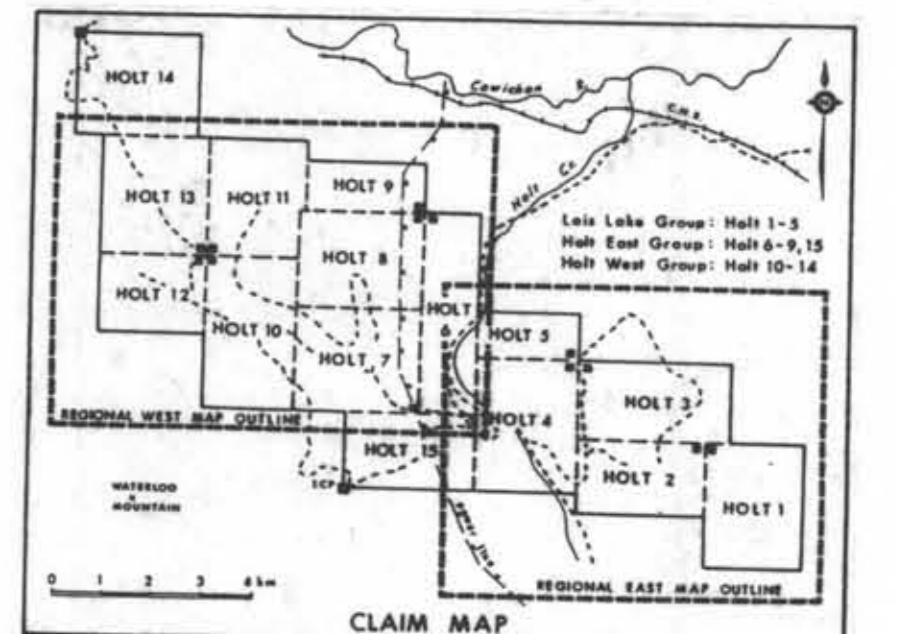 HOLT 14
Cowichan R.
C.N.R.
HOLT 13
HOLT 11
HOLT 9
Holt Cr.
Lois Lake Group: Holt 1-5
Holt East Group: Holt 6-9, 15
Holt West Group: Holt 10-14
HOLT 8
HOLT 12
HOLT 10
HOLT 6
HOLT 5
HOLT 7
HOLT 3
HOLT 4
REGIONAL WEST MAP OUTLINE
HOLT 15
HOLT 2
LCP
HOLT 1
WATERLOO
MOUNTAIN
power line
0 1 2 3 4 km
REGIONAL EAST MAP OUTLINE
CLAIM MAP